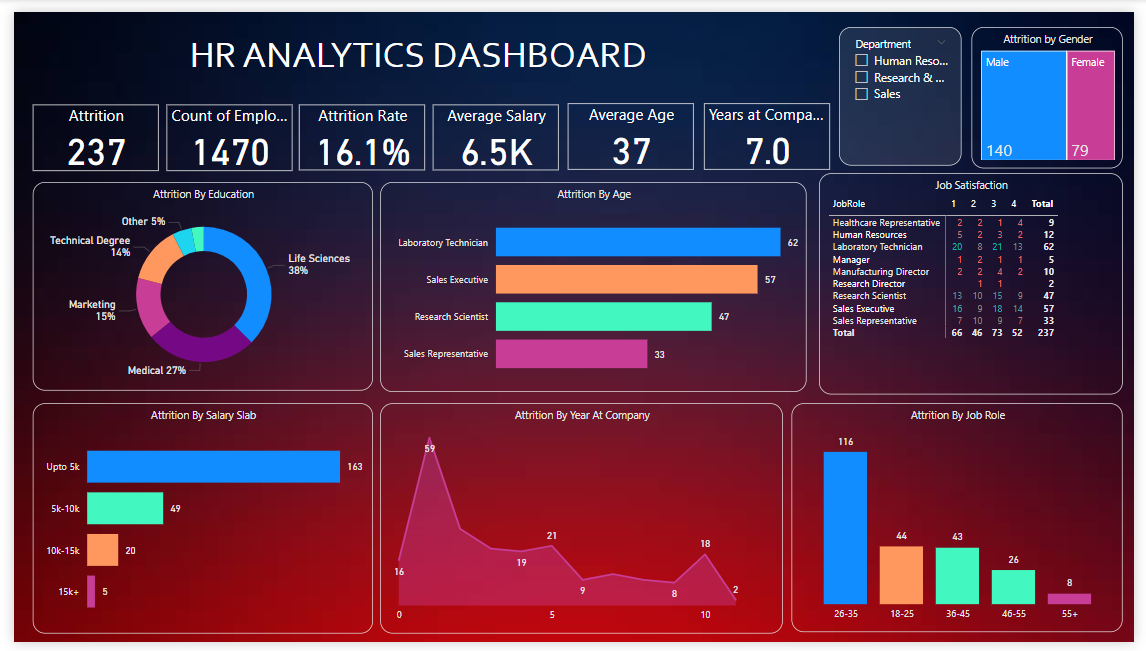 HR ANALYTICS DASHBOARD
Department
Human Reso...
Research & ...
Sales
Attrition by Gender
Male
Female
140
79
Attrition
237
Count of Emplo...
1470
Attrition Rate
16.1%
Average Salary
6.5K
Average Age
37
Years at Compa...
7.0
Attrition By Education
Other 5%
Technical Degree
14%
Life Sciences
38%
Marketing
15%
Medical 27%
Attrition By Age
Laboratory Technician 62
Sales Executive 57
Research Scientist 47
Sales Representative 33
Job Satisfaction
JobRole 1 2 3 4 Total
Healthcare Representative 2 2 1 4 9
Human Resources 5 2 3 2 12
Laboratory Technician 20 8 21 13 62
Manager 1 2 1 1 5
Manufacturing Director 2 2 4 2 10
Research Director 1 1 2
Research Scientist 13 10 15 9 47
Sales Executive 16 9 18 14 57
Sales Representative 7 10 9 7 33
Total 66 46 73 52 237
Attrition By Salary Slab
Upto 5k 163
5k-10k 49
10k-15k 20
15k+ 5
Attrition By Year At Company
59
16
19
21
9
8
18
2
0 5 10
Attrition By Job Role
116
44
43
26
8
26-35 18-25 36-45 46-55 55+